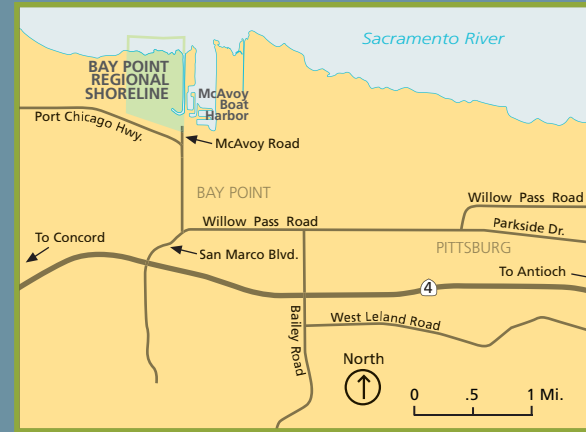 Sacramento River
BAY POINT
REGIONAL
SHORELINE
McAvoy
Boat
Harbor
Port Chicago Hwy.
McAvoy Road
BAY POINT
Willow Pass Road
Willow Pass Road
Parkside Dr.
To Concord
San Marco Blvd.
PITTSBURG
To Antioch
4
Bailey Road
West Leland Road
North
0 .5 1 Mi.